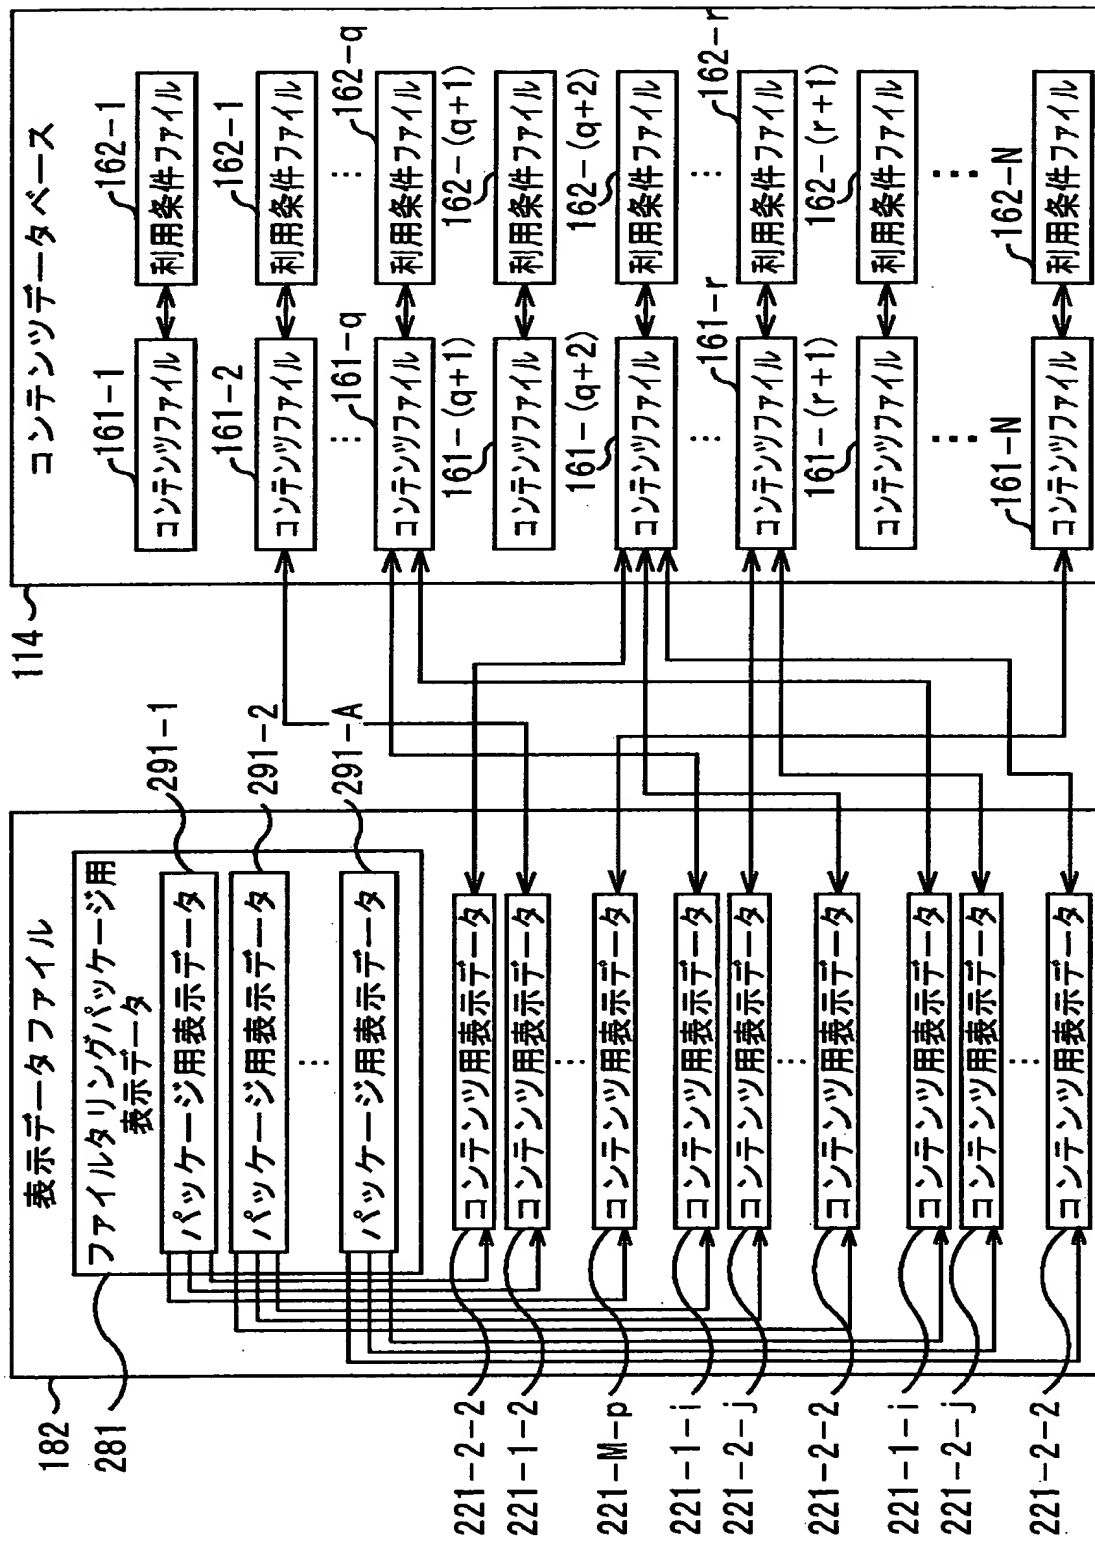 182
281
表示データファイル
ファイルタリングパッケージ用
表示データ
パッケージ用表示データ
291-1
パッケージ用表示データ
291-2
⋮
パッケージ用表示データ
291-A
221-2-2
コンテンツ用表示データ
221-1-2
コンテンツ用表示データ
⋮
221-M-p
コンテンツ用表示データ
221-1-i
コンテンツ用表示データ
221-2-j
コンテンツ用表示データ
⋮
221-2-2
コンテンツ用表示データ
221-1-i
コンテンツ用表示データ
221-2-j
コンテンツ用表示データ
⋮
221-2-2
コンテンツ用表示データ
114
コンテンツデータベース
161-1
コンテンツファイル
162-1
利用条件ファイル
161-2
コンテンツファイル
162-1
利用条件ファイル
⋮
⋮
161-q
コンテンツファイル
162-q
利用条件ファイル
161-(q+1)
コンテンツファイル
162-(q+1)
利用条件ファイル
161-(q+2)
コンテンツファイル
162-(q+2)
利用条件ファイル
⋮
⋮
161-r
コンテンツファイル
162-r
利用条件ファイル
161-(r+1)
コンテンツファイル
162-(r+1)
利用条件ファイル
⋮
⋮
161-N
コンテンツファイル
162-N
利用条件ファイル